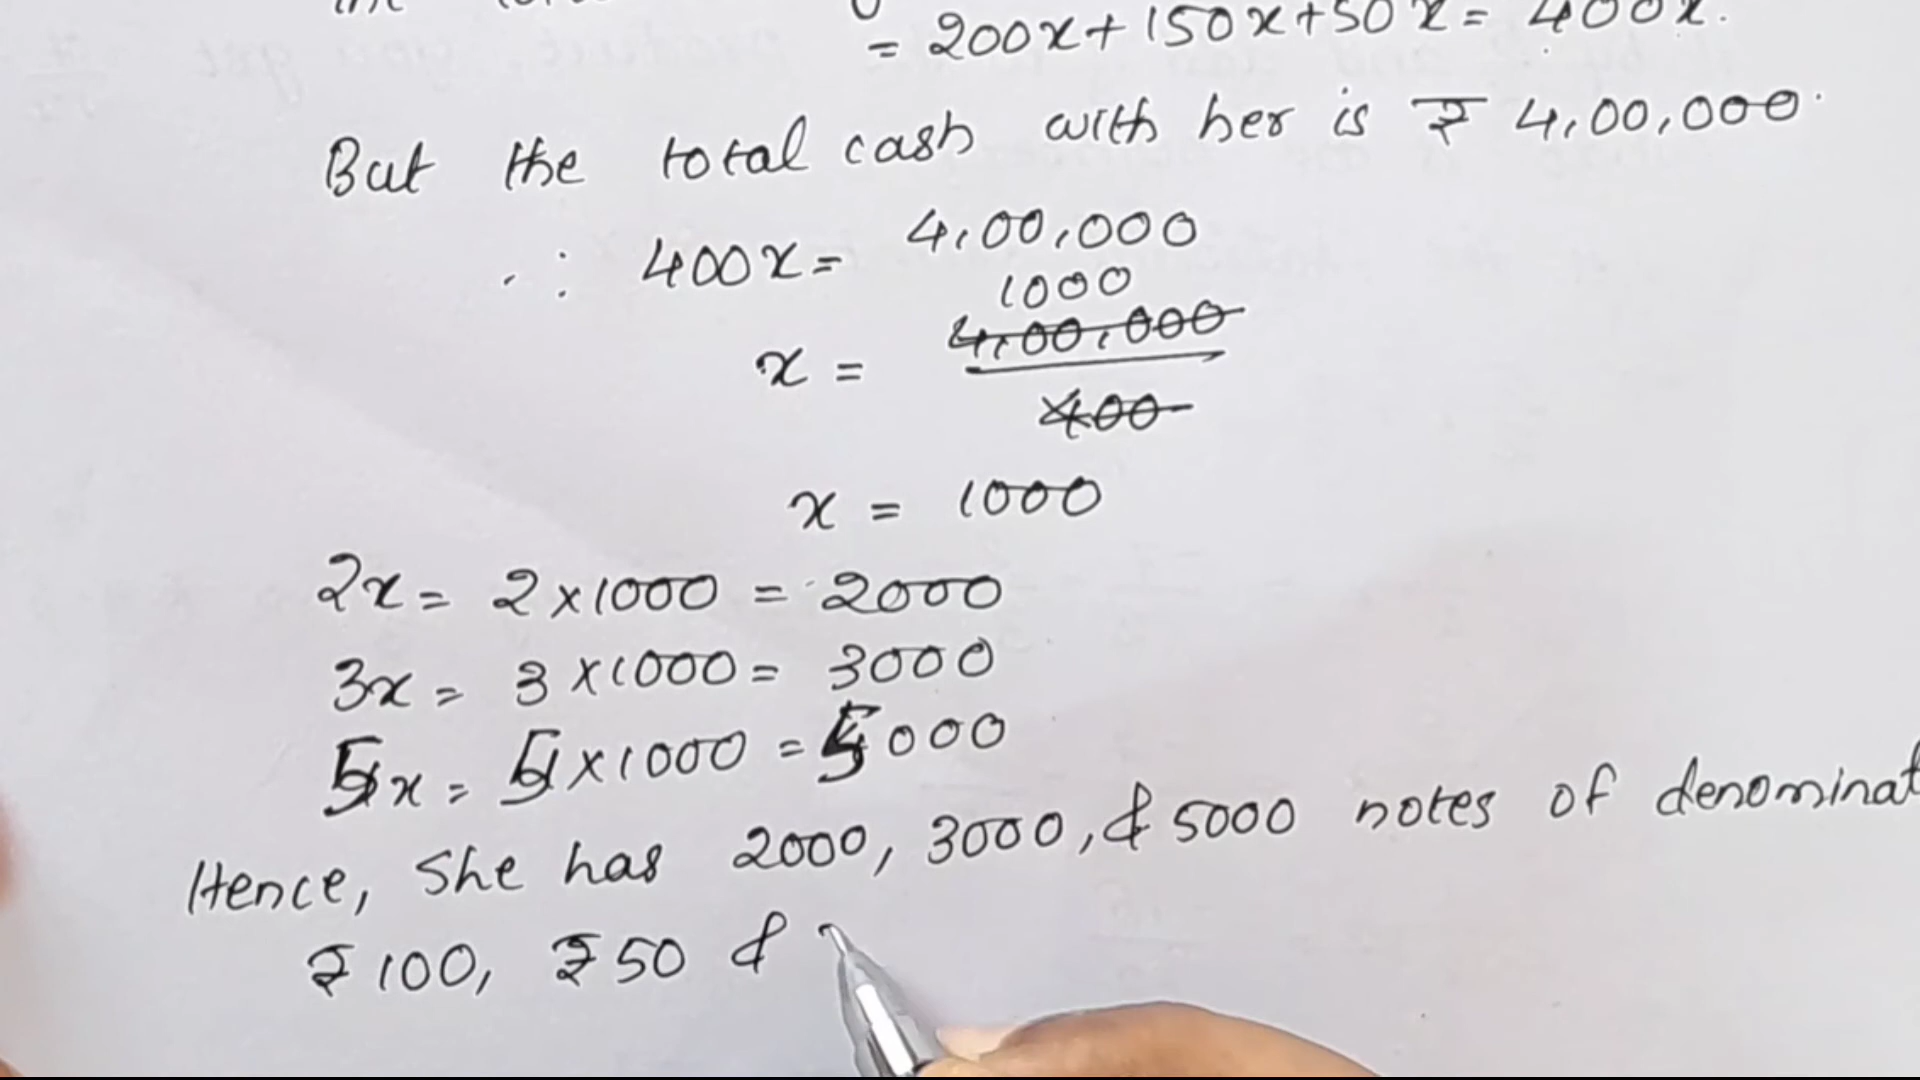 = 200x + 150x + 50x = 400x.
But the total cash with her is ₹ 4,00,000.
∴ 400x = 4,00,000
1000
x = 4,00,000
400
x = 1000
2x = 2 × 1000 = 2000
3x = 3 × 1000 = 3000
5x = 5 × 1000 = 5000
Hence, She has 2000, 3000, & 5000 notes of denominat
₹ 100, ₹ 50 &